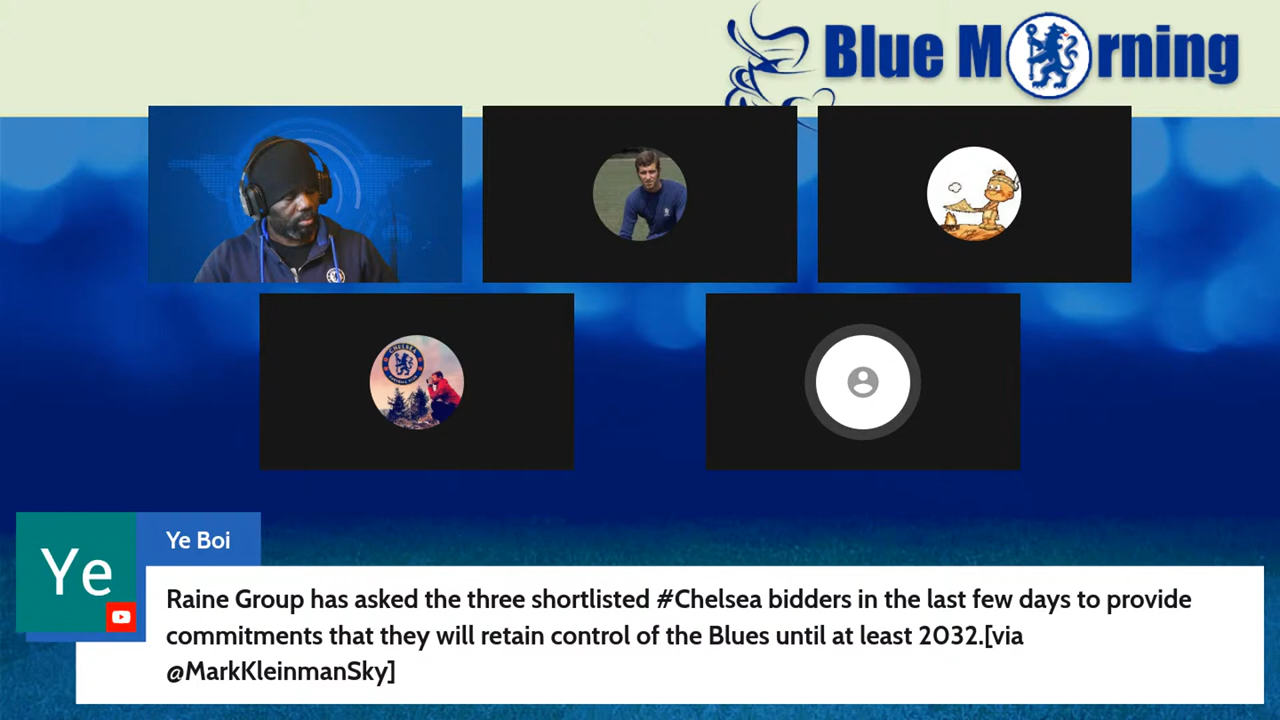 Blue Morning
CHELSEA
Ye
Ye Boi
Raine Group has asked the three shortlisted #Chelsea bidders in the last few days to provide
commitments that they will retain control of the Blues until at least 2032.[via
@MarkKleinmanSky]